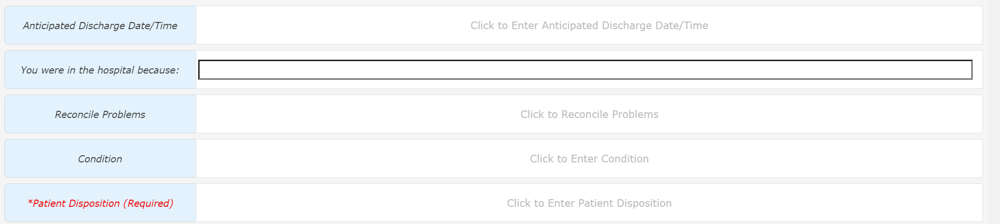 Anticipated Discharge Date/Time
Click to Enter Anticipated Discharge Date/Time
You were in the hospital because:
Reconcile Problems
Click to Reconcile Problems
Condition
Click to Enter Condition
*Patient Disposition (Required)
Click to Enter Patient Disposition